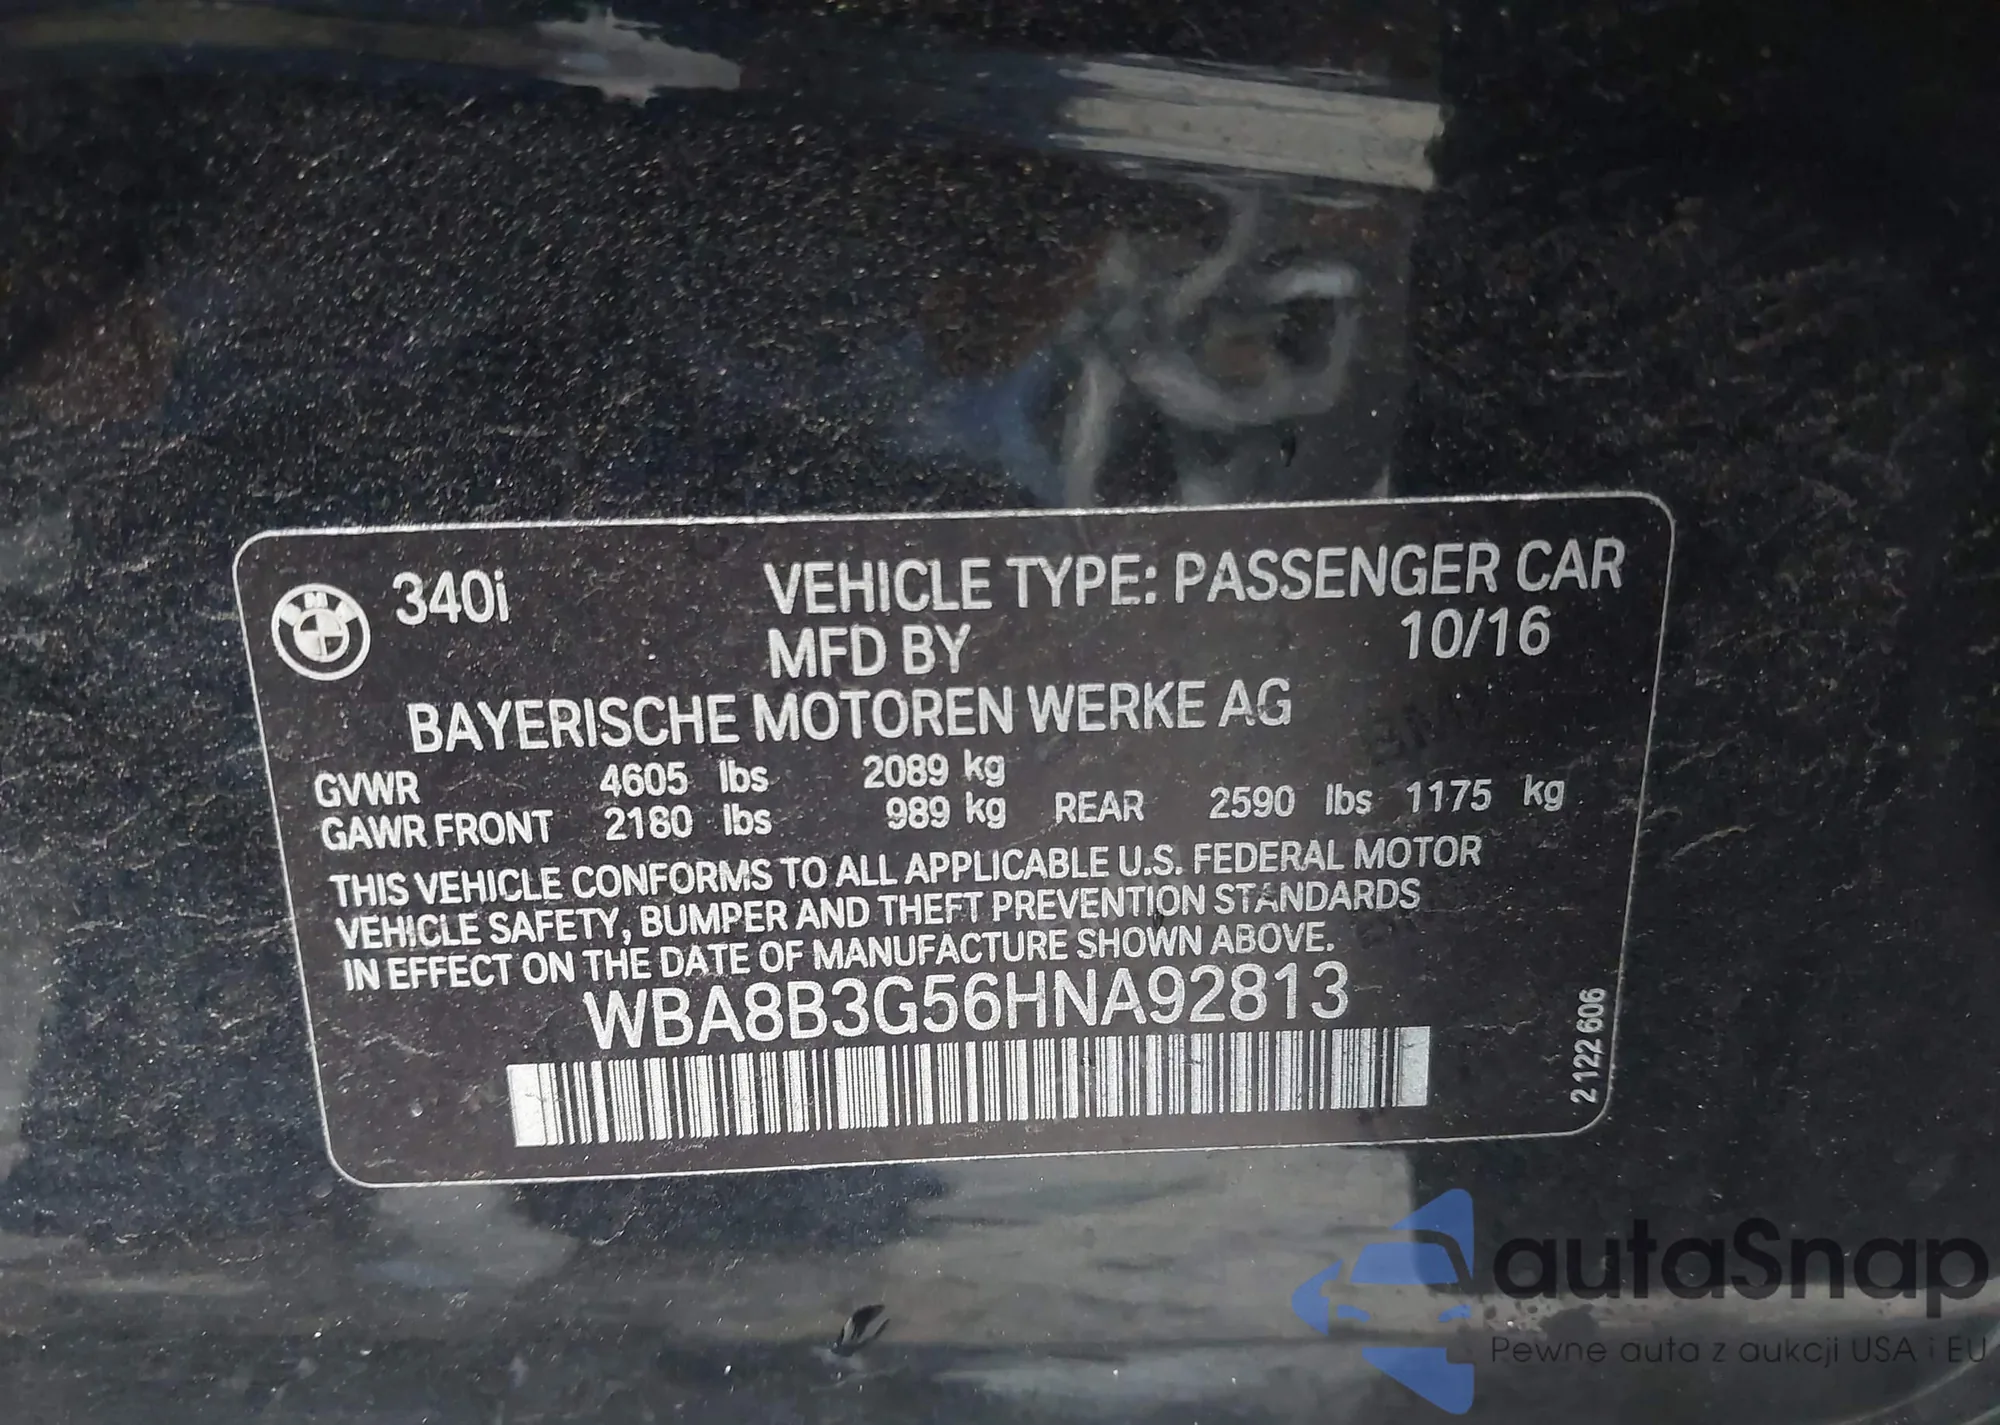 340i
VEHICLE TYPE: PASSENGER CAR
MFD BY 10/16
BAYERISCHE MOTOREN WERKE AG
GVWR 4605 lbs 2089 kg
GAWR FRONT 2180 lbs 989 kg REAR 2590 lbs 1175 kg
THIS VEHICLE CONFORMS TO ALL APPLICABLE U.S. FEDERAL MOTOR
VEHICLE SAFETY, BUMPER AND THEFT PREVENTION STANDARDS
IN EFFECT ON THE DATE OF MANUFACTURE SHOWN ABOVE.
WBA8B3G56HNA92813
2 122 606
autaSnap
Pewne auta z aukcji USA i EU